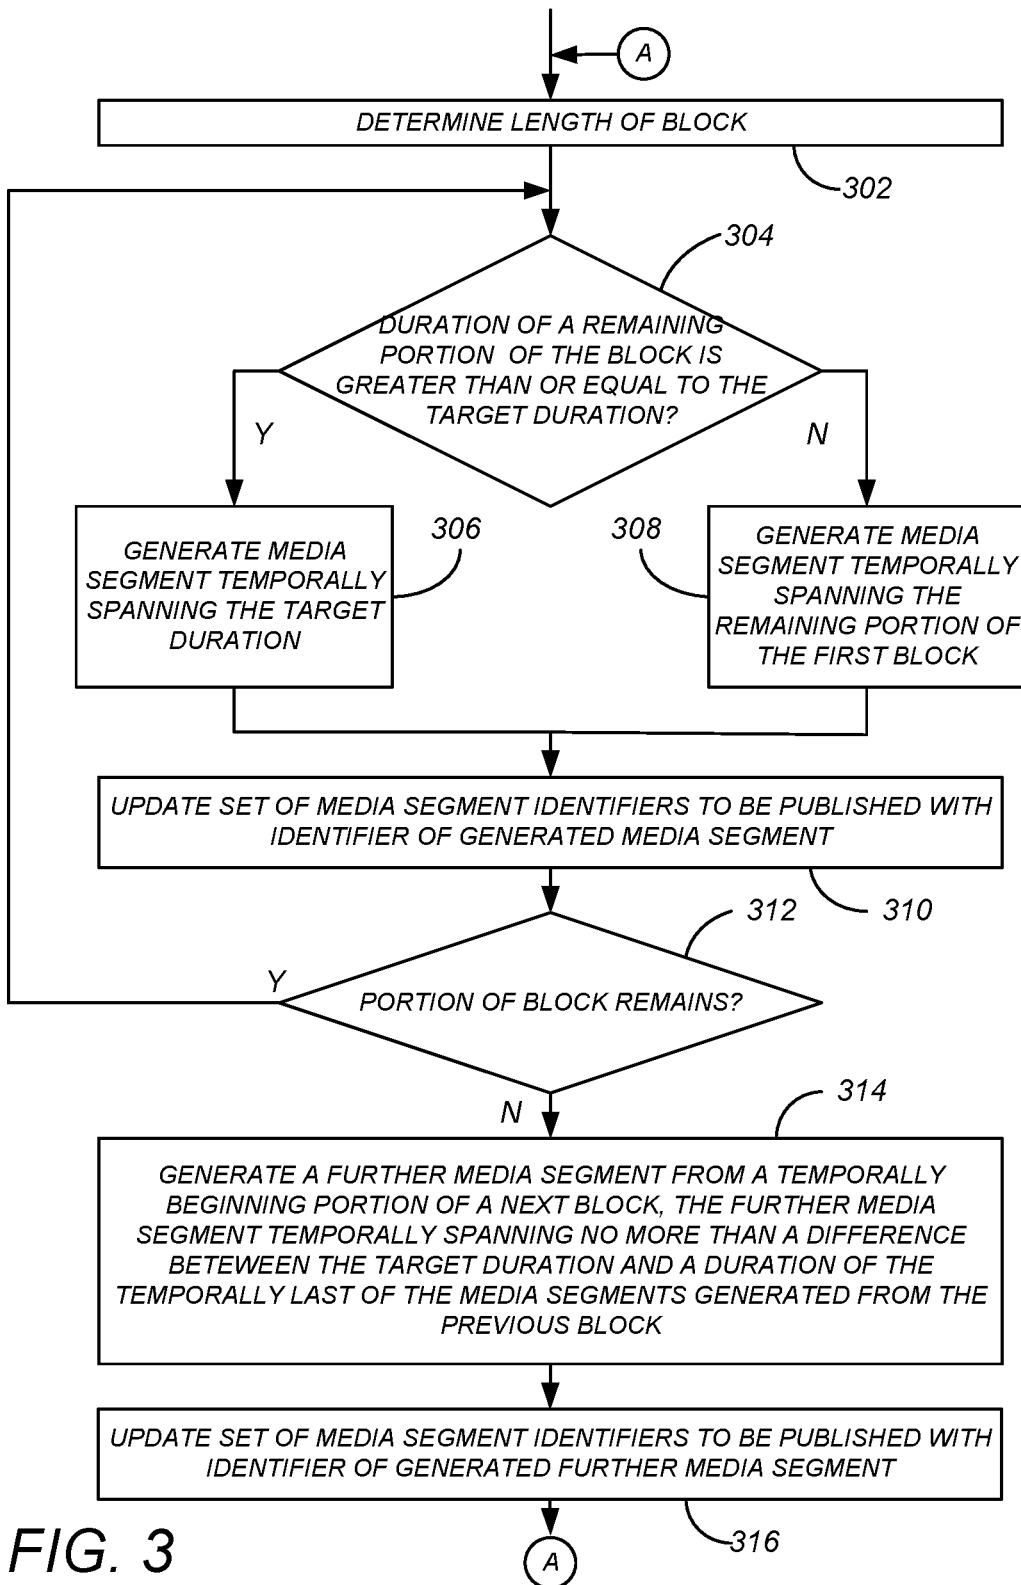 A
DETERMINE LENGTH OF BLOCK
302
304
DURATION OF A REMAINING
PORTION OF THE BLOCK IS
GREATER THAN OR EQUAL TO THE
TARGET DURATION?
Y
N
306
308
GENERATE MEDIA
SEGMENT TEMPORALLY
SPANNING THE TARGET
DURATION
GENERATE MEDIA
SEGMENT TEMPORALLY
SPANNING THE
REMAINING PORTION OF
THE FIRST BLOCK
UPDATE SET OF MEDIA SEGMENT IDENTIFIERS TO BE PUBLISHED WITH
IDENTIFIER OF GENERATED MEDIA SEGMENT
310
312
Y
PORTION OF BLOCK REMAINS?
N
314
GENERATE A FURTHER MEDIA SEGMENT FROM A TEMPORALLY
BEGINNING PORTION OF A NEXT BLOCK, THE FURTHER MEDIA
SEGMENT TEMPORALLY SPANNING NO MORE THAN A DIFFERENCE
BETEWEEN THE TARGET DURATION AND A DURATION OF THE
TEMPORALLY LAST OF THE MEDIA SEGMENTS GENERATED FROM THE
PREVIOUS BLOCK
UPDATE SET OF MEDIA SEGMENT IDENTIFIERS TO BE PUBLISHED WITH
IDENTIFIER OF GENERATED FURTHER MEDIA SEGMENT
316
A
FIG. 3